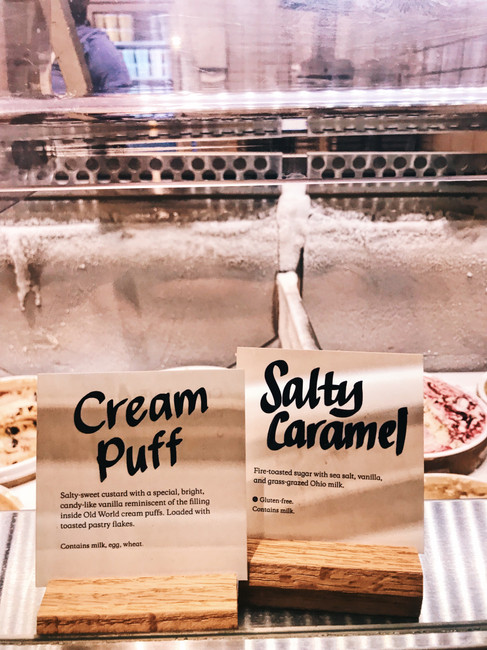 Cream
Puff
Salty-sweet custard with a special, bright,
candy-like vanilla reminiscent of the filling
inside Old World cream puffs. Loaded with
toasted pastry flakes.
Contains milk, egg, wheat.
Salty
Caramel
Fire-toasted sugar with sea salt, vanilla,
and grass-grazed Ohio milk.
Gluten-free.
Contains milk.